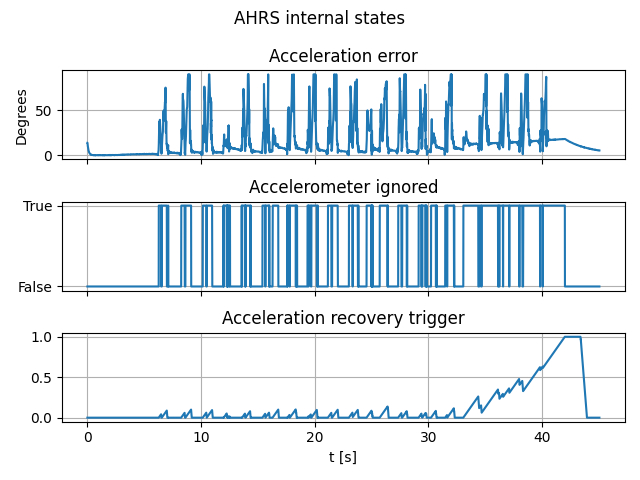 AHRS internal states
Acceleration error
Degrees
50
0
Accelerometer ignored
True
False
Acceleration recovery trigger
1.0
0.5
0.0
0 10 20 30 40
t [s]